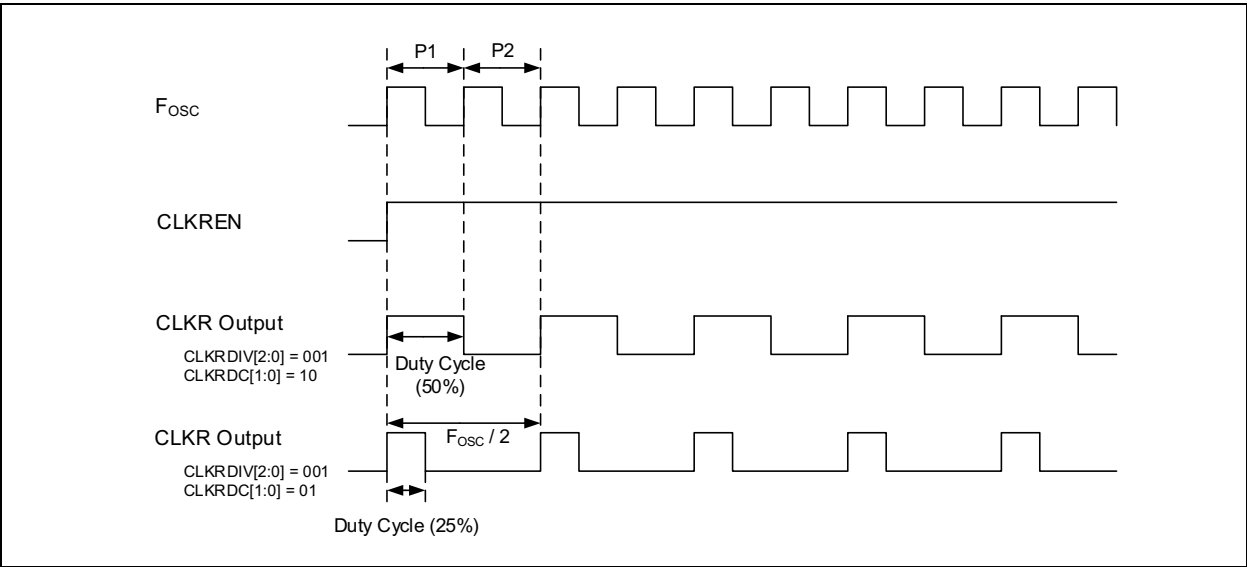 P1
P2
FOSC
CLKREN
CLKR Output
CLKRDIV[2:0] = 001
CLKRDC[1:0] = 10
Duty Cycle
(50%)
FOSC / 2
CLKR Output
CLKRDIV[2:0] = 001
CLKRDC[1:0] = 01
Duty Cycle (25%)